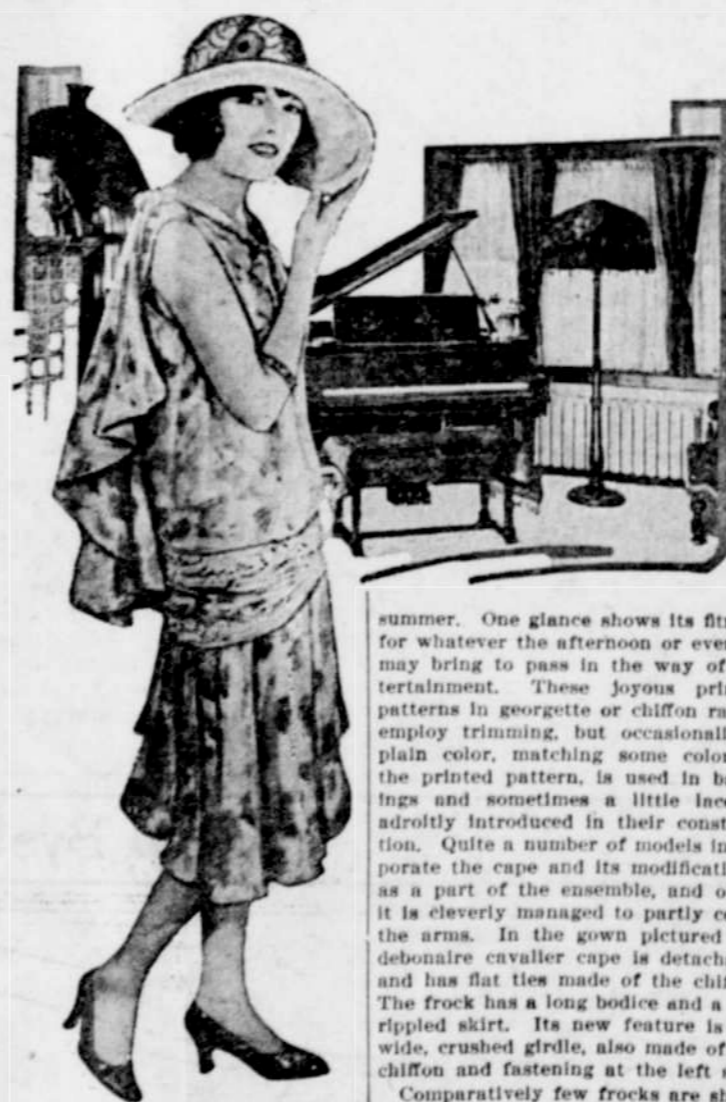 summer. One glance shows its fit
for whatever the afternoon or even
may bring to pass in the way of
tertainment. These joyous prin
patterns in georgette or chiffon ra
employ trimming, but occasionall
plain color, matching some color
the printed pattern, is used in b
ings and sometimes a little lace
adroitly introduced in their const
tion. Quite a number of models in
porate the cape and its modificati
as a part of the ensemble, and o
it is cleverly managed to partly c
the arms. In the gown pictured
debonaire cavalier cape is detach
and has flat ties made of the chif
The frock has a long bodice and a
rippled skirt. Its new feature is
wide, crushed girdle, also made of
chiffon and fastening at the left s
Comparatively few frocks are sh